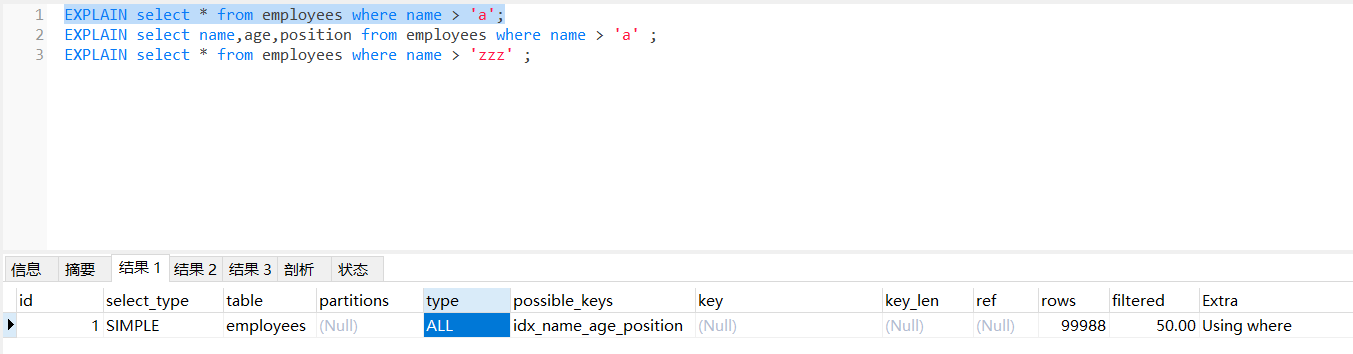 1 EXPLAIN select * from employees where name > 'a';
2 EXPLAIN select name,age,position from employees where name > 'a' ;
3 EXPLAIN select * from employees where name > 'zzz' ;
信息 摘要 结果 1 结果 2 结果 3 剖析 状态
id select_type table partitions type possible_keys key key_len ref rows filtered Extra
1 SIMPLE employees (Null) ALL idx_name_age_position (Null) (Null) (Null) 99988 50.00 Using where